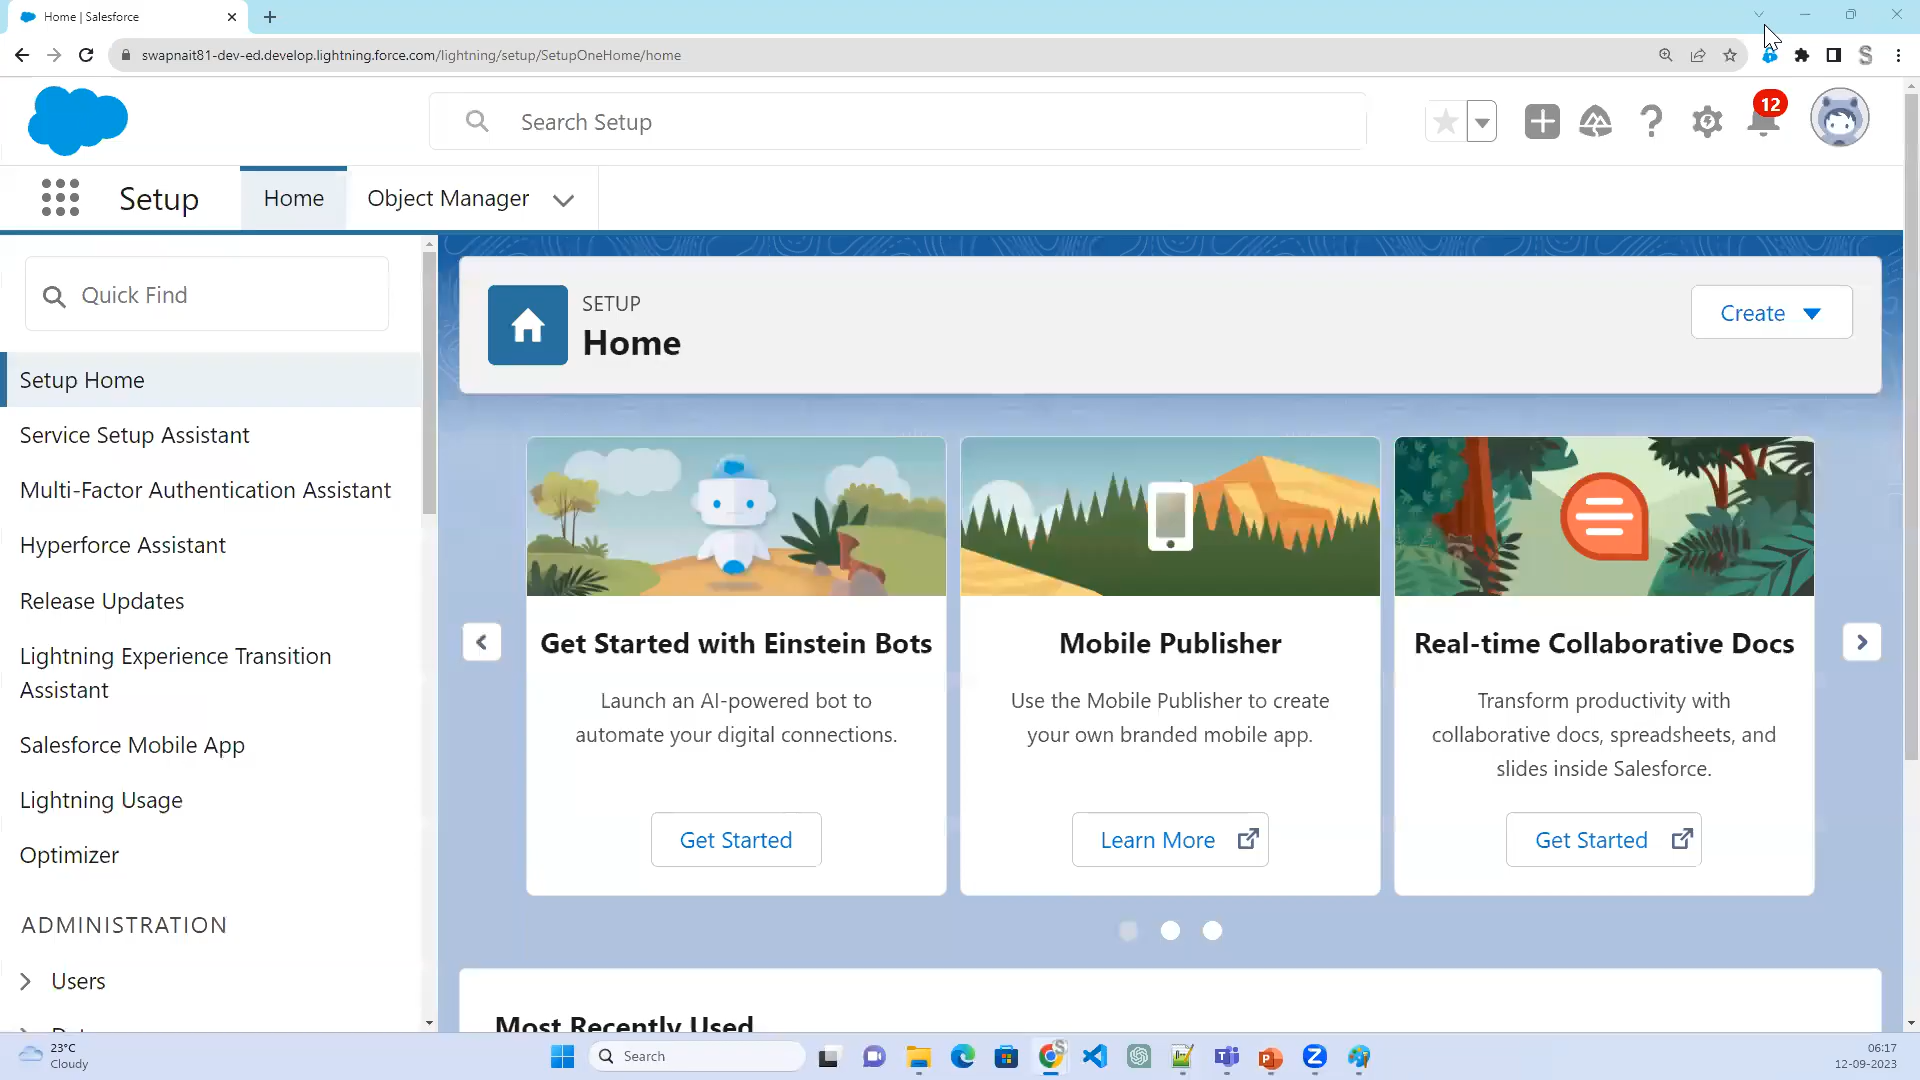 Home | Salesforce
swapnait81-dev-ed.develop.lightning.force.com/lightning/setup/SetupOneHome/home
Search Setup
12
Setup
Home
Object Manager
Quick Find
Setup Home
Service Setup Assistant
Multi-Factor Authentication Assistant
Hyperforce Assistant
Release Updates
Lightning Experience Transition
Assistant
Salesforce Mobile App
Lightning Usage
Optimizer
ADMINISTRATION
Users
SETUP
Home
Create
Get Started with Einstein Bots
Launch an AI-powered bot to
automate your digital connections.
Get Started
Mobile Publisher
Use the Mobile Publisher to create
your own branded mobile app.
Learn More
Real-time Collaborative Docs
Transform productivity with
collaborative docs, spreadsheets, and
slides inside Salesforce.
Get Started
Most Recently Used
23°C
Cloudy
Search
06:17
12-09-2023